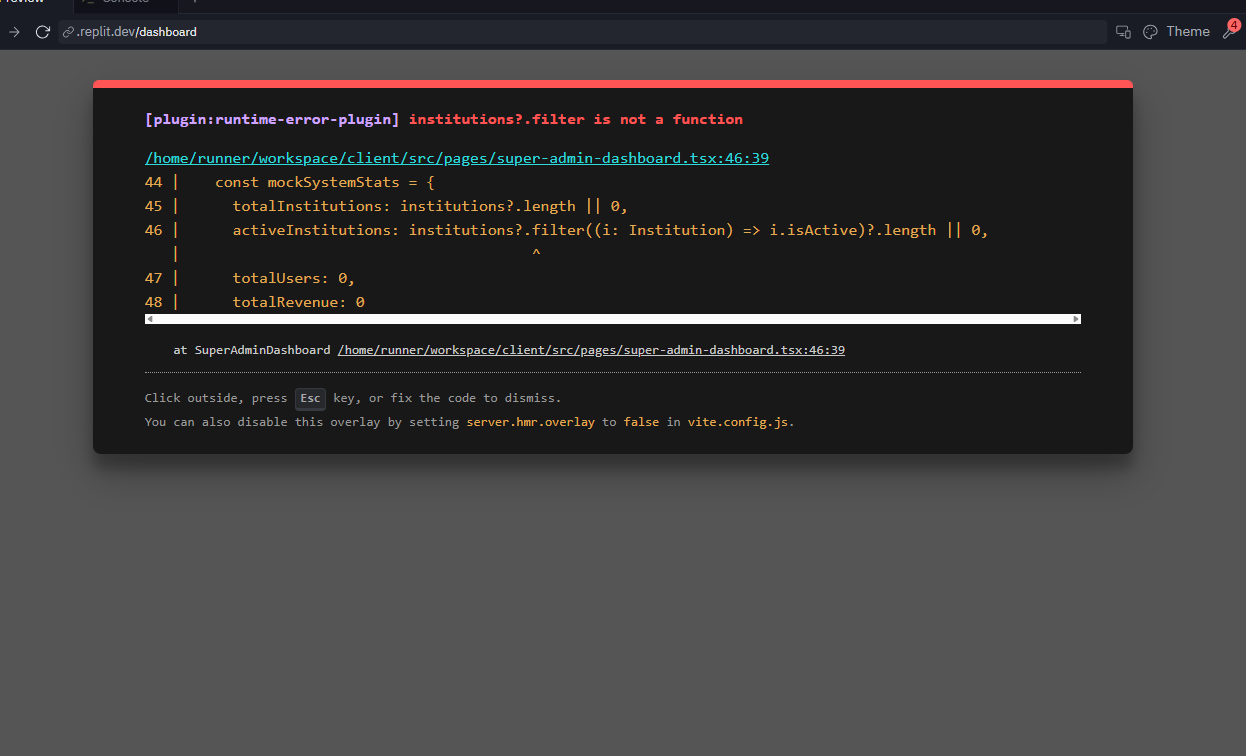 Preview
Console
.replit.dev/dashboard
Theme
4
[plugin:runtime-error-plugin] institutions?.filter is not a function
/home/runner/workspace/client/src/pages/super-admin-dashboard.tsx:46:39
44 |    const mockSystemStats = {
45 |      totalInstitutions: institutions?.length || 0,
46 |      activeInstitutions: institutions?.filter((i: Institution) => i.isActive)?.length || 0,
|                                        ^
47 |      totalUsers: 0,
48 |      totalRevenue: 0
at SuperAdminDashboard /home/runner/workspace/client/src/pages/super-admin-dashboard.tsx:46:39
Click outside, press Esc key, or fix the code to dismiss.
You can also disable this overlay by setting server.hmr.overlay to false in vite.config.js.